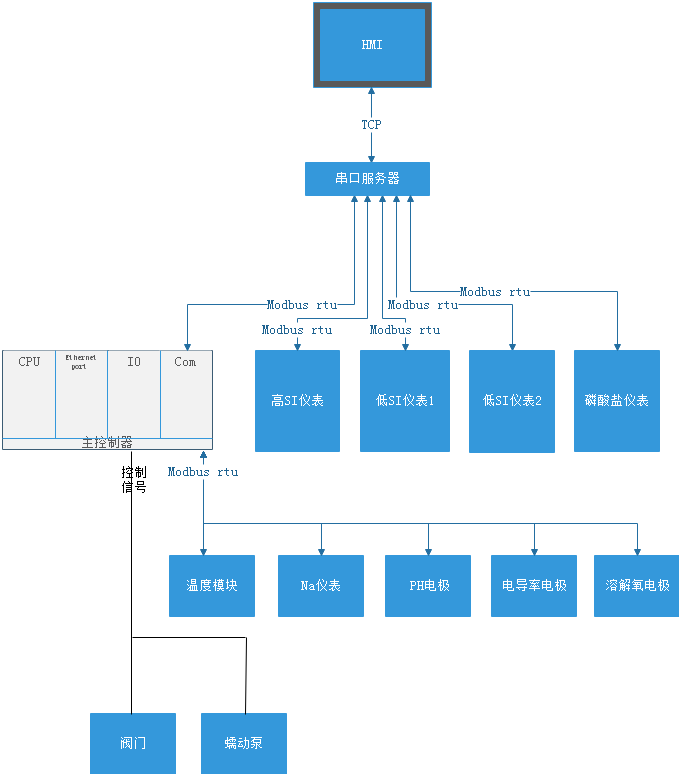 HMI
TCP
串口服务器
Modbus rtu
Modbus rtu
Modbus rtu
Modbus rtu
Modbus rtu
CPU
Ethernet
port
IO
Com
主控制器
高SI仪表
低SI仪表1
低SI仪表2
磷酸盐仪表
控制
信号
Modbus rtu
温度模块
Na仪表
PH电极
电导率电极
溶解氧电极
阀门
蠕动泵